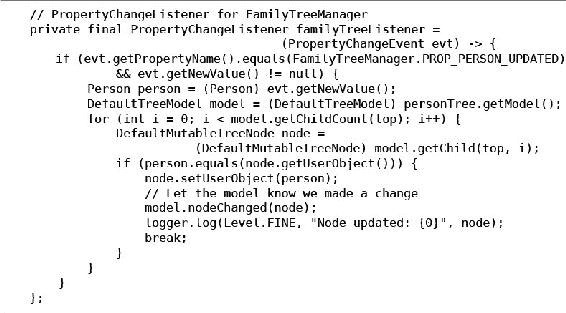 // PropertyChangeListener for FamilyTreeManager
private final PropertyChangeListener familyTreeListener =
(PropertyChangeEvent evt) -> {
if (evt.getPropertyName().equals(FamilyTreeManager.PROP_PERSON_UPDATED)
&& evt.getNewValue() != null) {
Person person = (Person) evt.getNewValue();
DefaultTreeModel model = (DefaultTreeModel) personTree.getModel();
for (int i = 0; i < model.getChildCount(top); i++) {
DefaultMutableTreeNode node =
(DefaultMutableTreeNode) model.getChild(top, i);
if (person.equals(node.getUserObject())) {
node.setUserObject(person);
// Let the model know we made a change
model.nodeChanged(node);
logger.log(Level.FINE, "Node updated: {0}", node);
break;
}
}
}
};